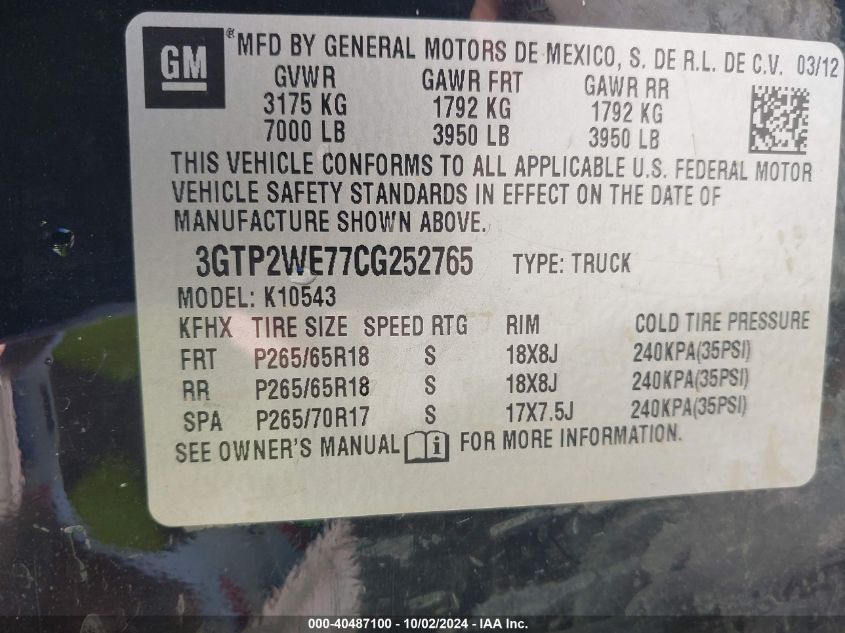 GM ® MFD BY GENERAL MOTORS DE MEXICO, S. DE R.L. DE C.V. 03/12
GVWR GAWR FRT GAWR RR
3175 KG 1792 KG 1792 KG
7000 LB 3950 LB 3950 LB
THIS VEHICLE CONFORMS TO ALL APPLICABLE U.S. FEDERAL MOTOR
VEHICLE SAFETY STANDARDS IN EFFECT ON THE DATE OF
MANUFACTURE SHOWN ABOVE.
3GTP2WE77CG252765 TYPE: TRUCK
MODEL: K10543
KFHX TIRE SIZE SPEED RTG RIM COLD TIRE PRESSURE
FRT P265/65R18 S 18X8J 240KPA(35PSI)
RR P265/65R18 S 18X8J 240KPA(35PSI)
SPA P265/70R17 S 17X7.5J 240KPA(35PSI)
SEE OWNER'S MANUAL i FOR MORE INFORMATION.
000-40487100 - 10/02/2024 - IAA Inc.